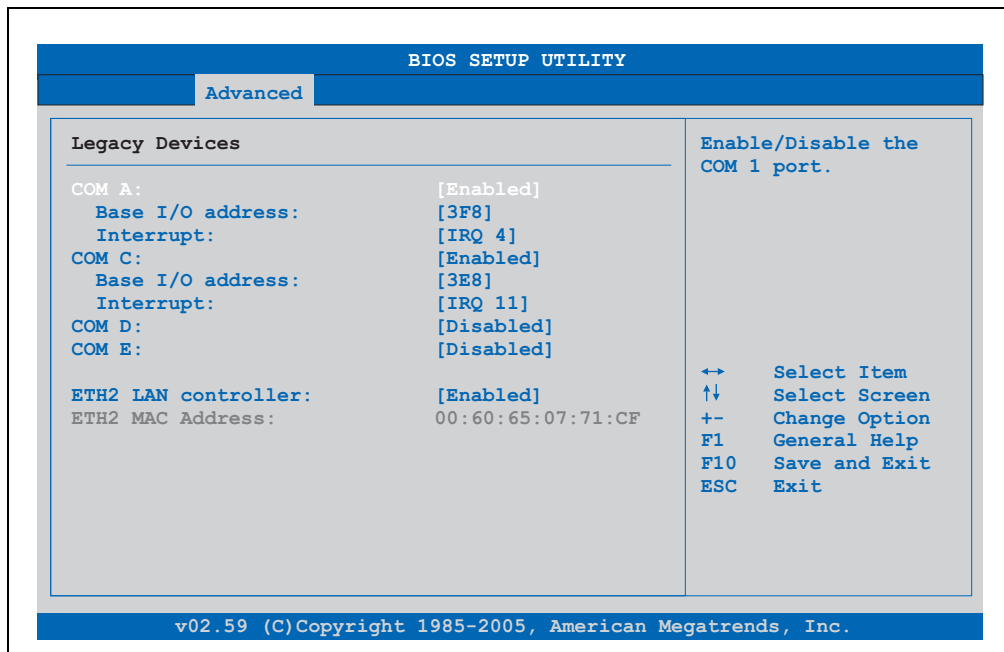 BIOS SETUP UTILITY
Advanced
Legacy Devices
COM A: [Enabled]
Base I/O address: [3F8]
Interrupt: [IRQ 4]
COM C: [Enabled]
Base I/O address: [3E8]
Interrupt: [IRQ 11]
COM D: [Disabled]
COM E: [Disabled]
ETH2 LAN controller: [Enabled]
ETH2 MAC Address: 00:60:65:07:71:CF
Enable/Disable the
COM 1 port.
↔ Select Item
↑↓ Select Screen
+- Change Option
F1 General Help
F10 Save and Exit
ESC Exit
v02.59 (C)Copyright 1985-2005, American Megatrends, Inc.